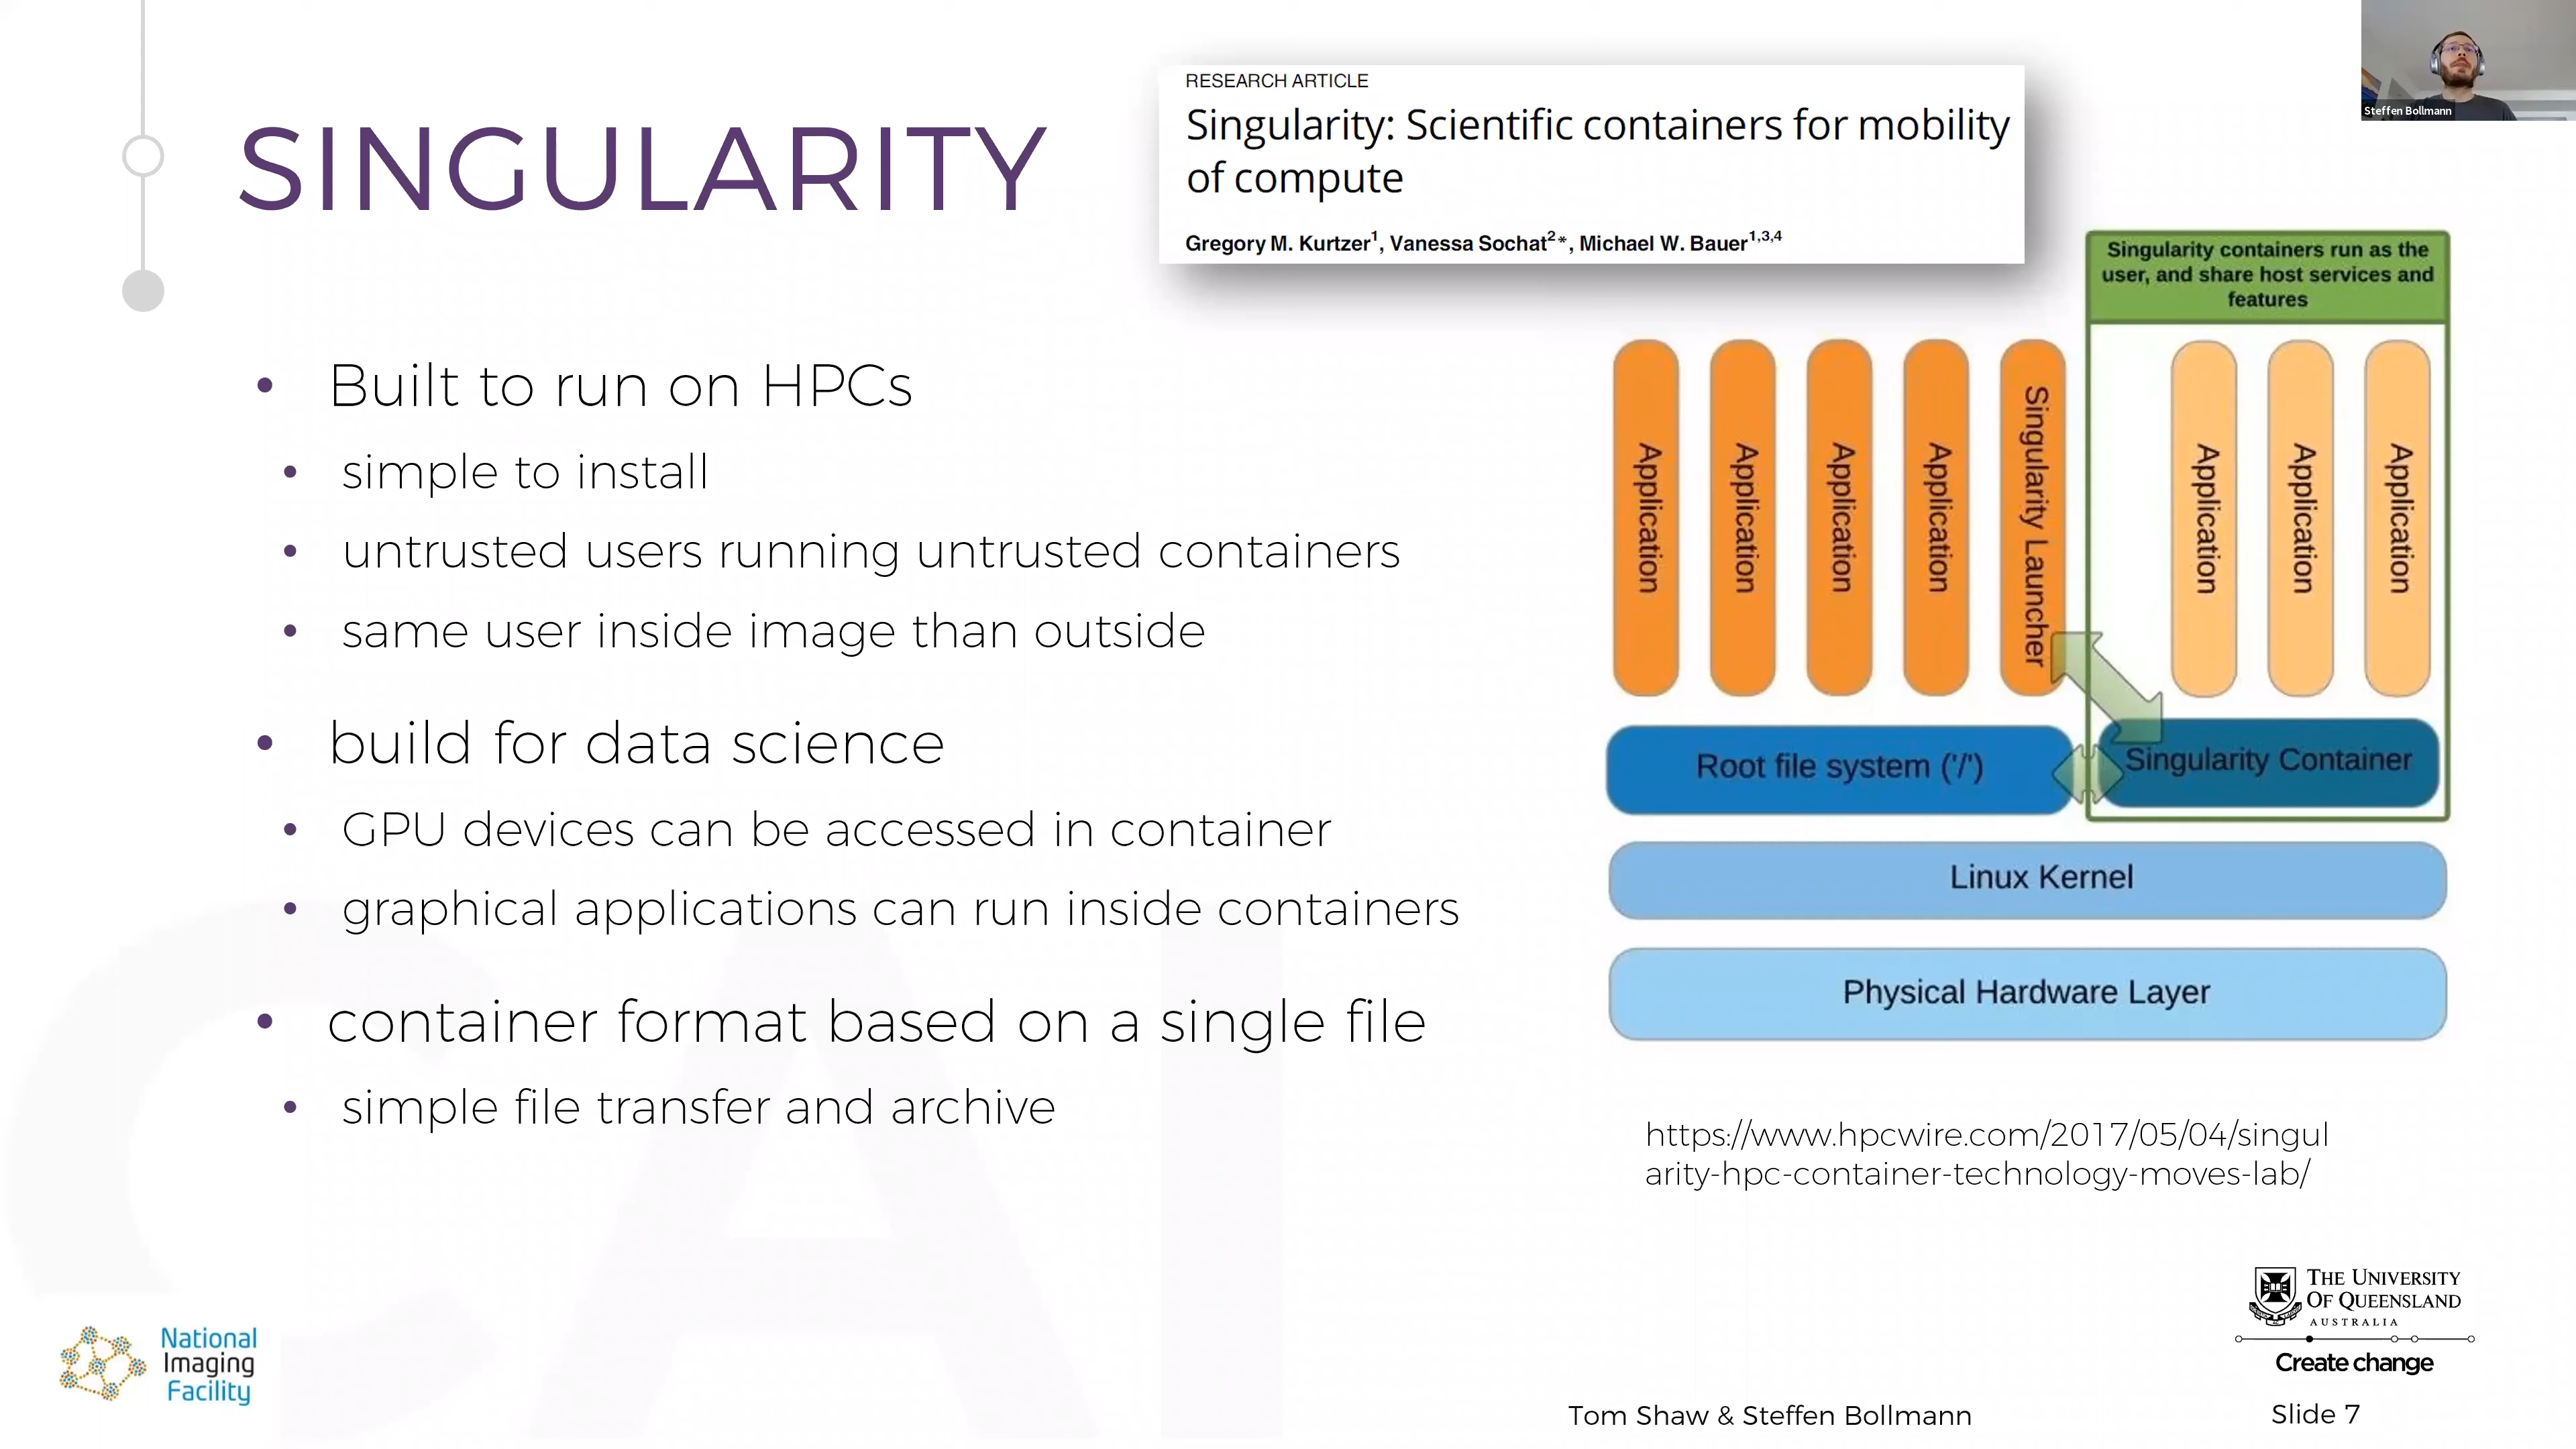 SINGULARITY
RESEARCH ARTICLE
Singularity: Scientific containers for mobility
of compute
Gregory M. Kurtzer1, Vanessa Sochat2*, Michael W. Bauer1,3,4
Steffen Bollmann
• Built to run on HPCs
• simple to install
• untrusted users running untrusted containers
• same user inside image than outside
• build for data science
• GPU devices can be accessed in container
• graphical applications can run inside containers
• container format based on a single file
• simple file transfer and archive
Singularity containers run as the
user, and share host services and
features
Application
Application
Application
Application
Singularity Launcher
Application
Application
Application
Root file system ('/')
Singularity Container
Linux Kernel
Physical Hardware Layer
https://www.hpcwire.com/2017/05/04/singul
arity-hpc-container-technology-moves-lab/
CAI
National
Imaging
Facility
THE UNIVERSITY
OF QUEENSLAND
AUSTRALIA
Create change
Tom Shaw & Steffen Bollmann
Slide 7